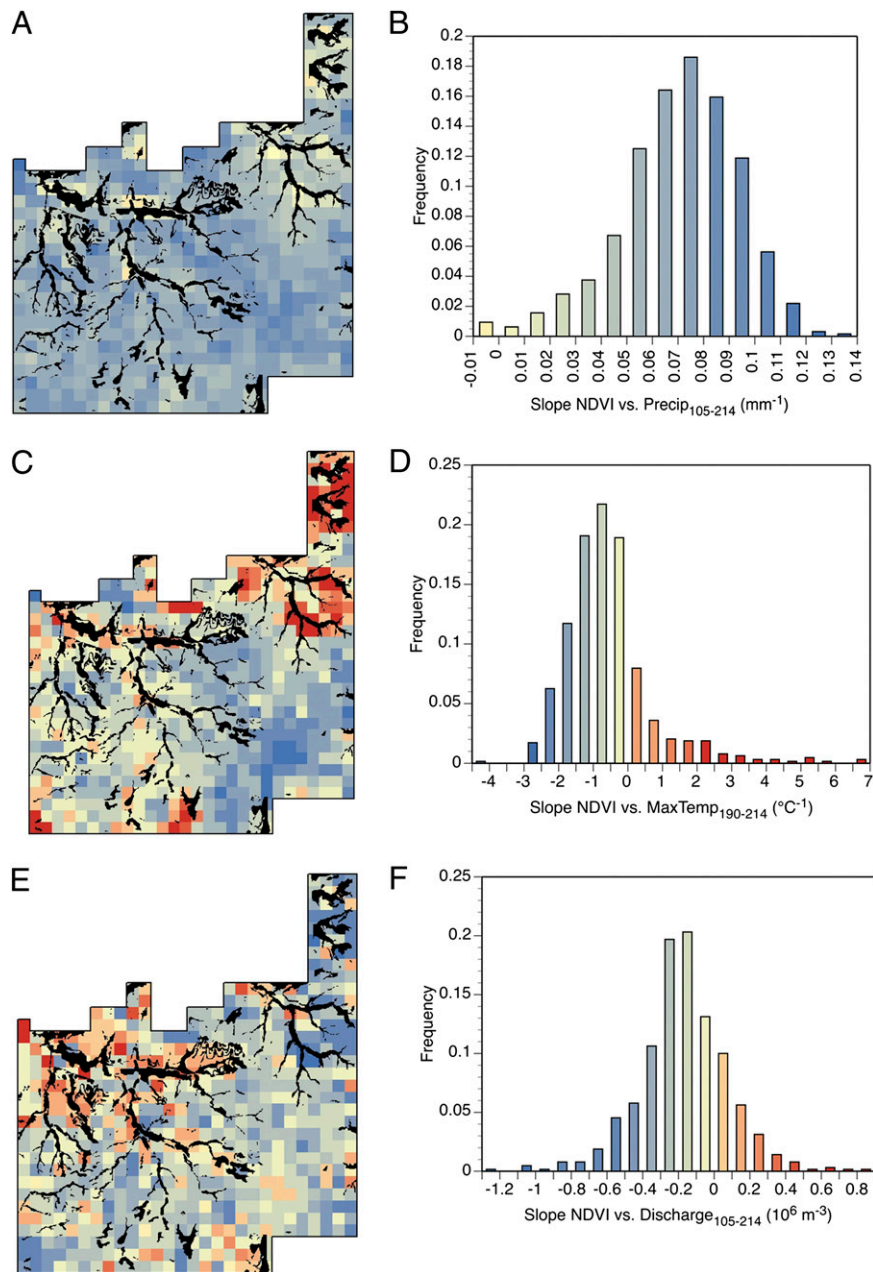 A
B
0.2
0.18
0.16
0.14
0.12
0.1
0.08
0.06
0.04
0.02
0
Frequency
-0.01
0
0.01
0.02
0.03
0.04
0.05
0.06
0.07
0.08
0.09
0.1
0.11
0.12
0.13
0.14
Slope NDVI vs. Precip105-214 (mm-1)
C
D
0.25
0.2
0.15
0.1
0.05
0
Frequency
-4 -3 -2 -1 0 1 2 3 4 5 6 7
Slope NDVI vs. MaxTemp190-214 (°C-1)
E
F
0.25
0.2
0.15
0.1
0.05
0
Frequency
-1.2 -1 -0.8 -0.6 -0.4 -0.2 0 0.2 0.4 0.6 0.8
Slope NDVI vs. Discharge105-214 (106 m-3)